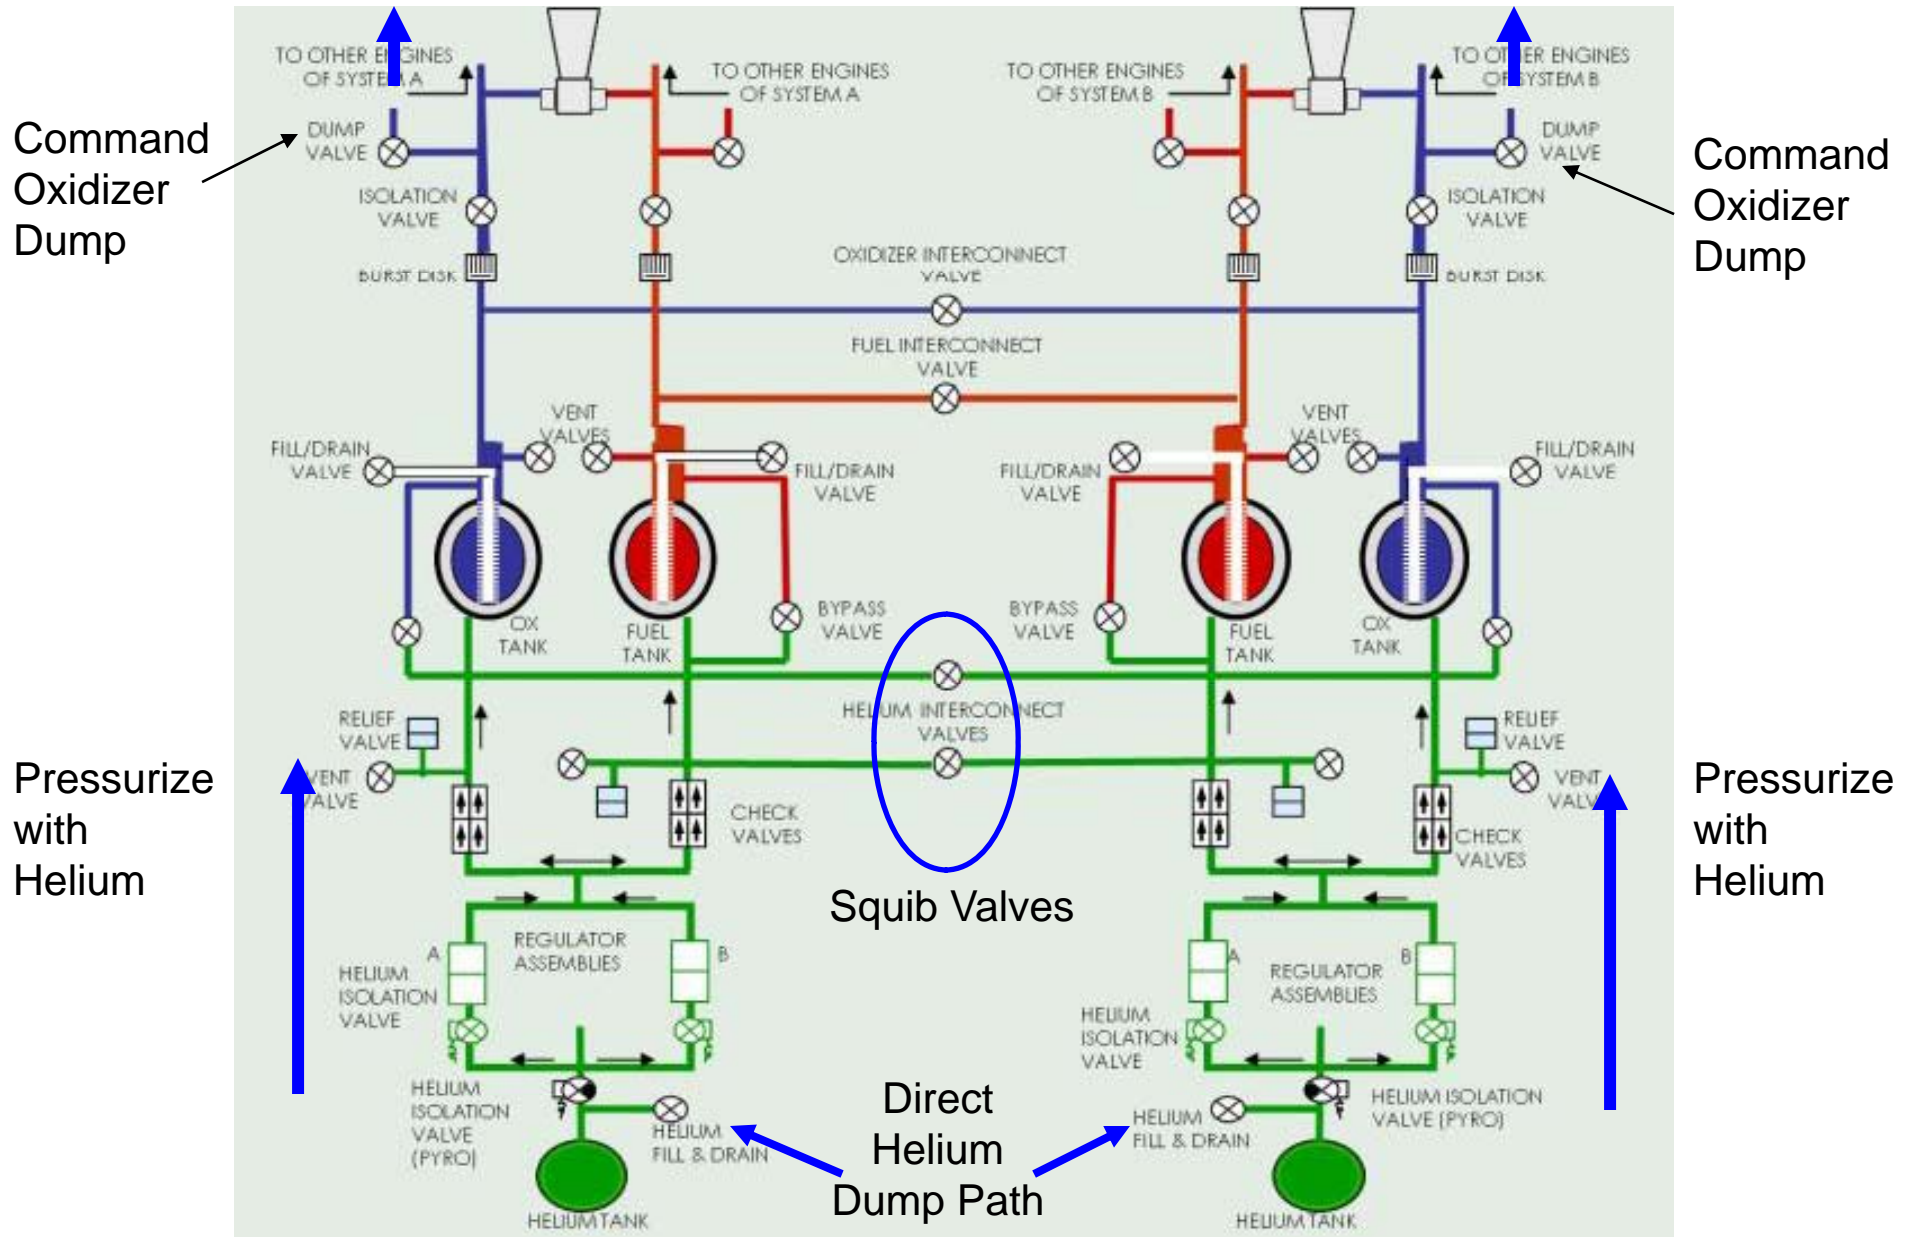 TO OTHER ENGINES
OF SYSTEM A
TO OTHER ENGINES
OF SYSTEM A
TO OTHER ENGINES
OF SYSTEM B
TO OTHER ENGINES
OF SYSTEM B
Command
Oxidizer
Dump
DUMP
VALVE
DUMP
VALVE
Command
Oxidizer
Dump
ISOLATION
VALVE
ISOLATION
VALVE
BURST DISK
OXIDIZER INTERCONNECT
VALVE
BURST DISK
FUEL INTERCONNECT
VALVE
VENT
VALVES
VENT
VALVES
FILL/DRAIN
VALVE
FILL/DRAIN
VALVE
FILL/DRAIN
VALVE
FILL/DRAIN
VALVE
OX
TANK
FUEL
TANK
BYPASS
VALVE
BYPASS
VALVE
FUEL
TANK
OX
TANK
RELIEF
VALVE
HELIUM INTERCONNECT
VALVES
RELIEF
VALVE
Pressurize
with
Helium
VENT
VALVE
VENT
VALVE
Pressurize
with
Helium
CHECK
VALVES
CHECK
VALVES
Squib Valves
A
REGULATOR
ASSEMBLIES
B
A
REGULATOR
ASSEMBLIES
B
HELIUM
ISOLATION
VALVE
HELIUM
ISOLATION
VALVE
HELIUM
ISOLATION
VALVE
(PYRO)
HELIUM
FILL & DRAIN
Direct
Helium
Dump Path
HELIUM
FILL & DRAIN
HELIUM ISOLATION
VALVE (PYRO)
HELIUM TANK
HELIUM TANK